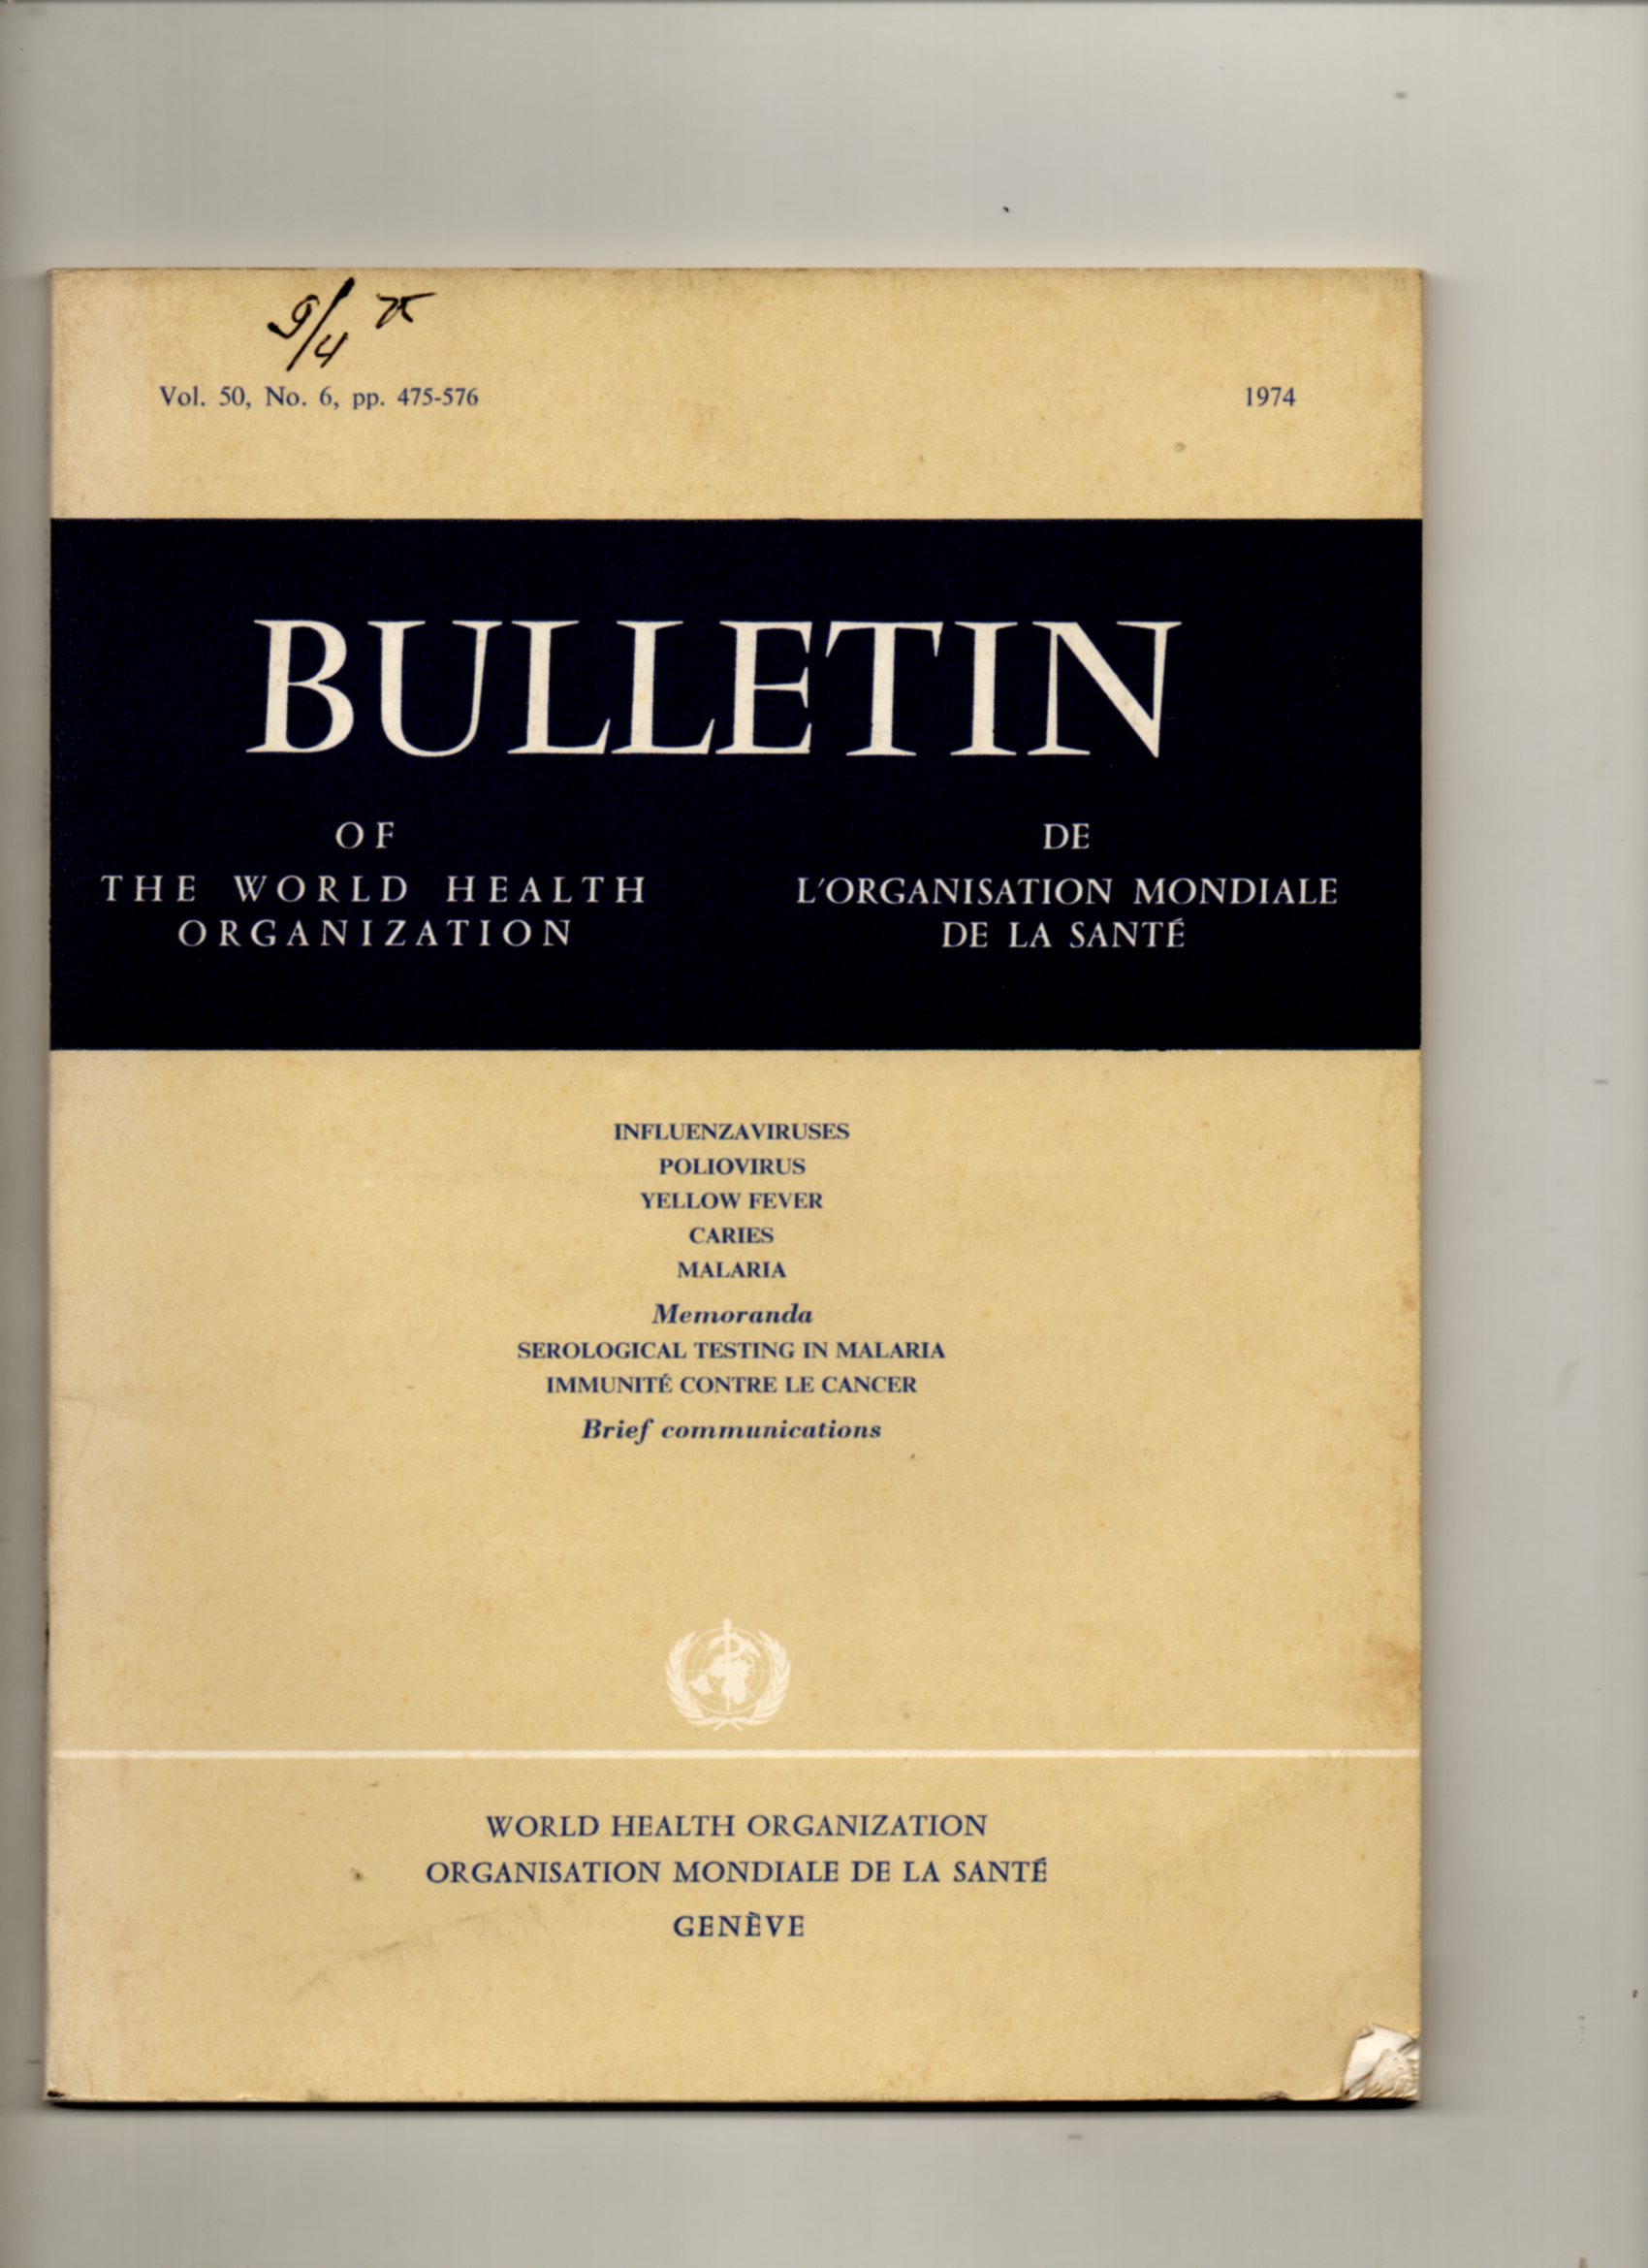 9/4 75
Vol. 50, No. 6, pp. 475-576
1974
BULLETIN
OF
THE WORLD HEALTH
ORGANIZATION
DE
L'ORGANISATION MONDIALE
DE LA SANTÉ
INFLUENZAVIRUSES
POLIOVIRUS
YELLOW FEVER
CARIES
MALARIA
Memoranda
SEROLOGICAL TESTING IN MALARIA
IMMUNITÉ CONTRE LE CANCER
Brief communications
WORLD HEALTH ORGANIZATION
ORGANISATION MONDIALE DE LA SANTÉ
GENÈVE